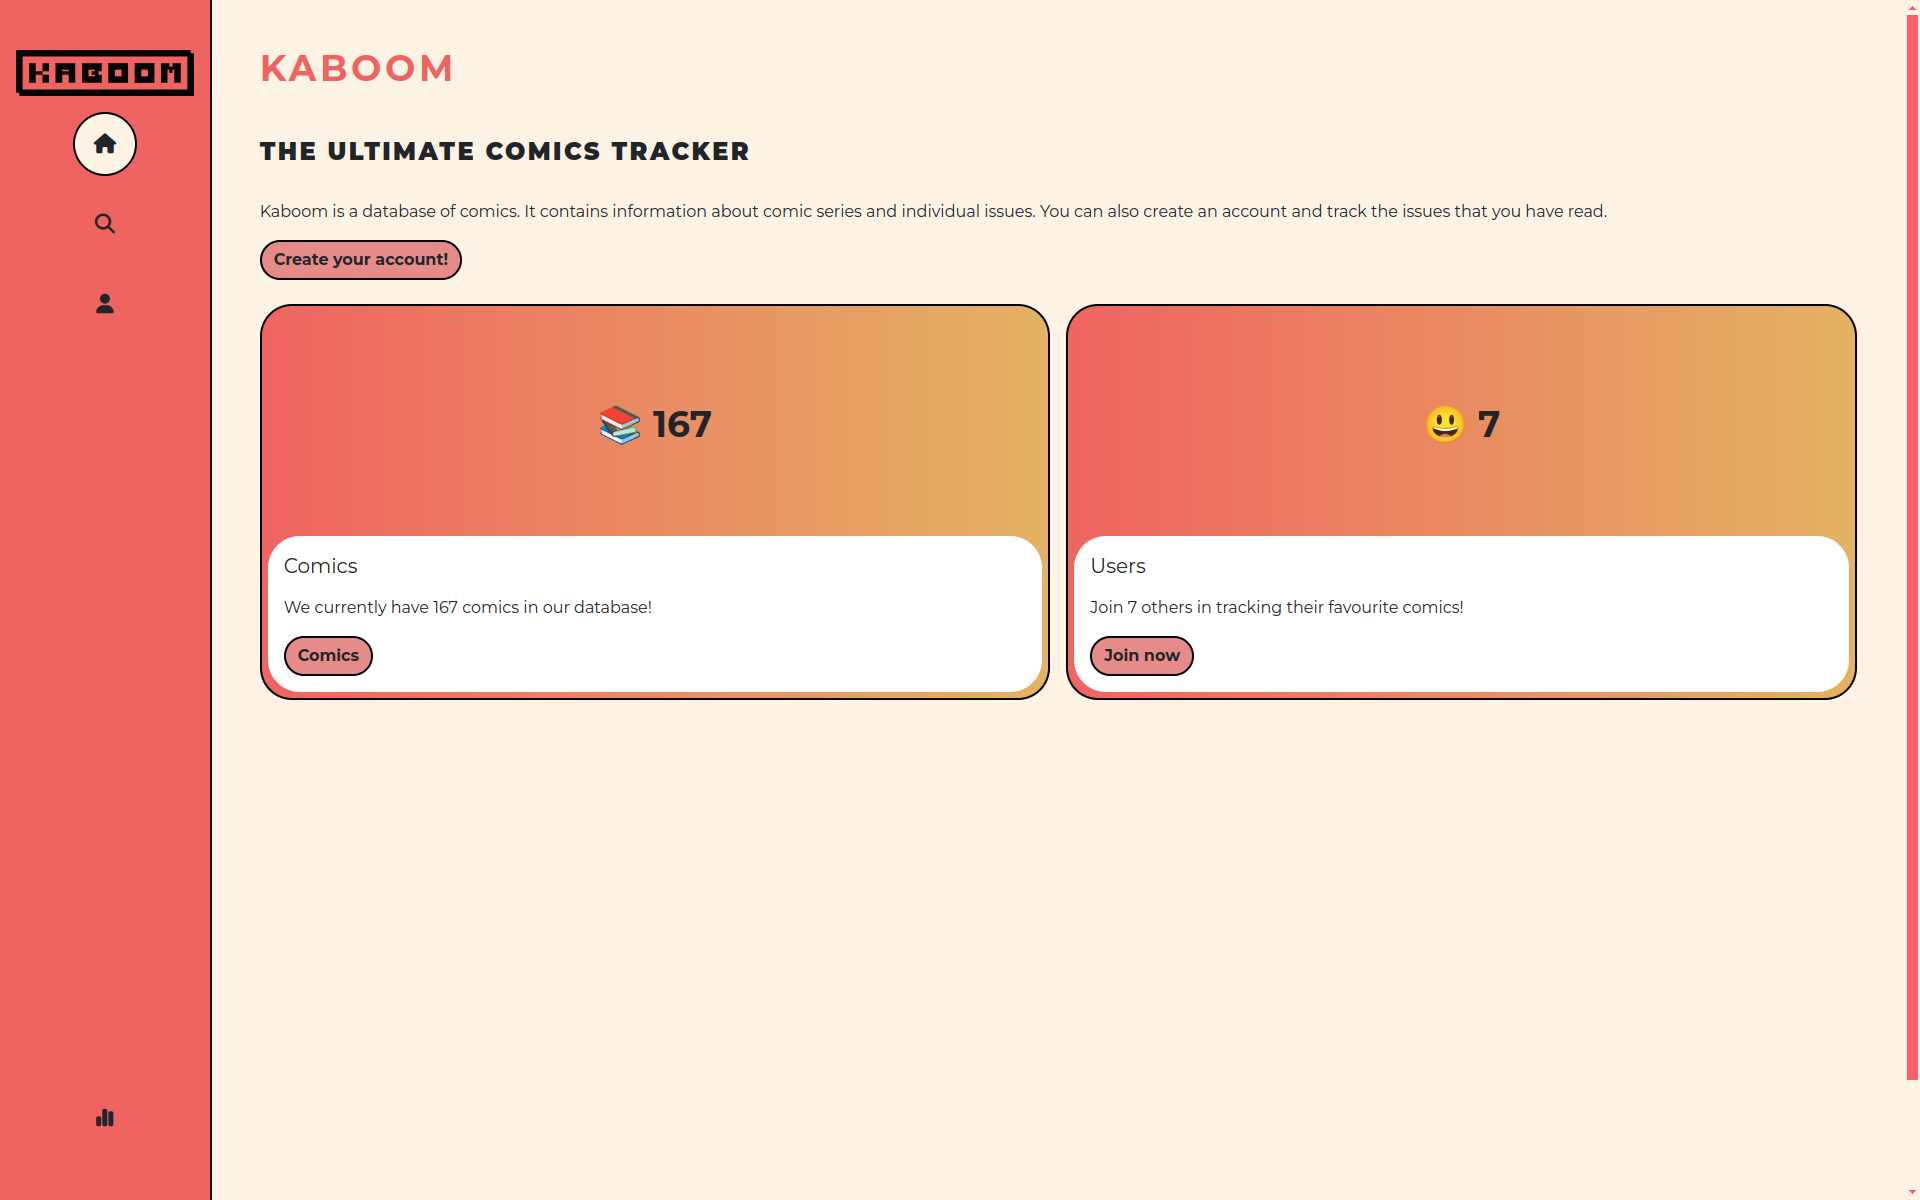 KABOOM
KABOOM
THE ULTIMATE COMICS TRACKER
Kaboom is a database of comics. It contains information about comic series and individual issues. You can also create an account and track the issues that you have read.
Create your account!
📚 167
Comics
We currently have 167 comics in our database!
Comics
😃 7
Users
Join 7 others in tracking their favourite comics!
Join now